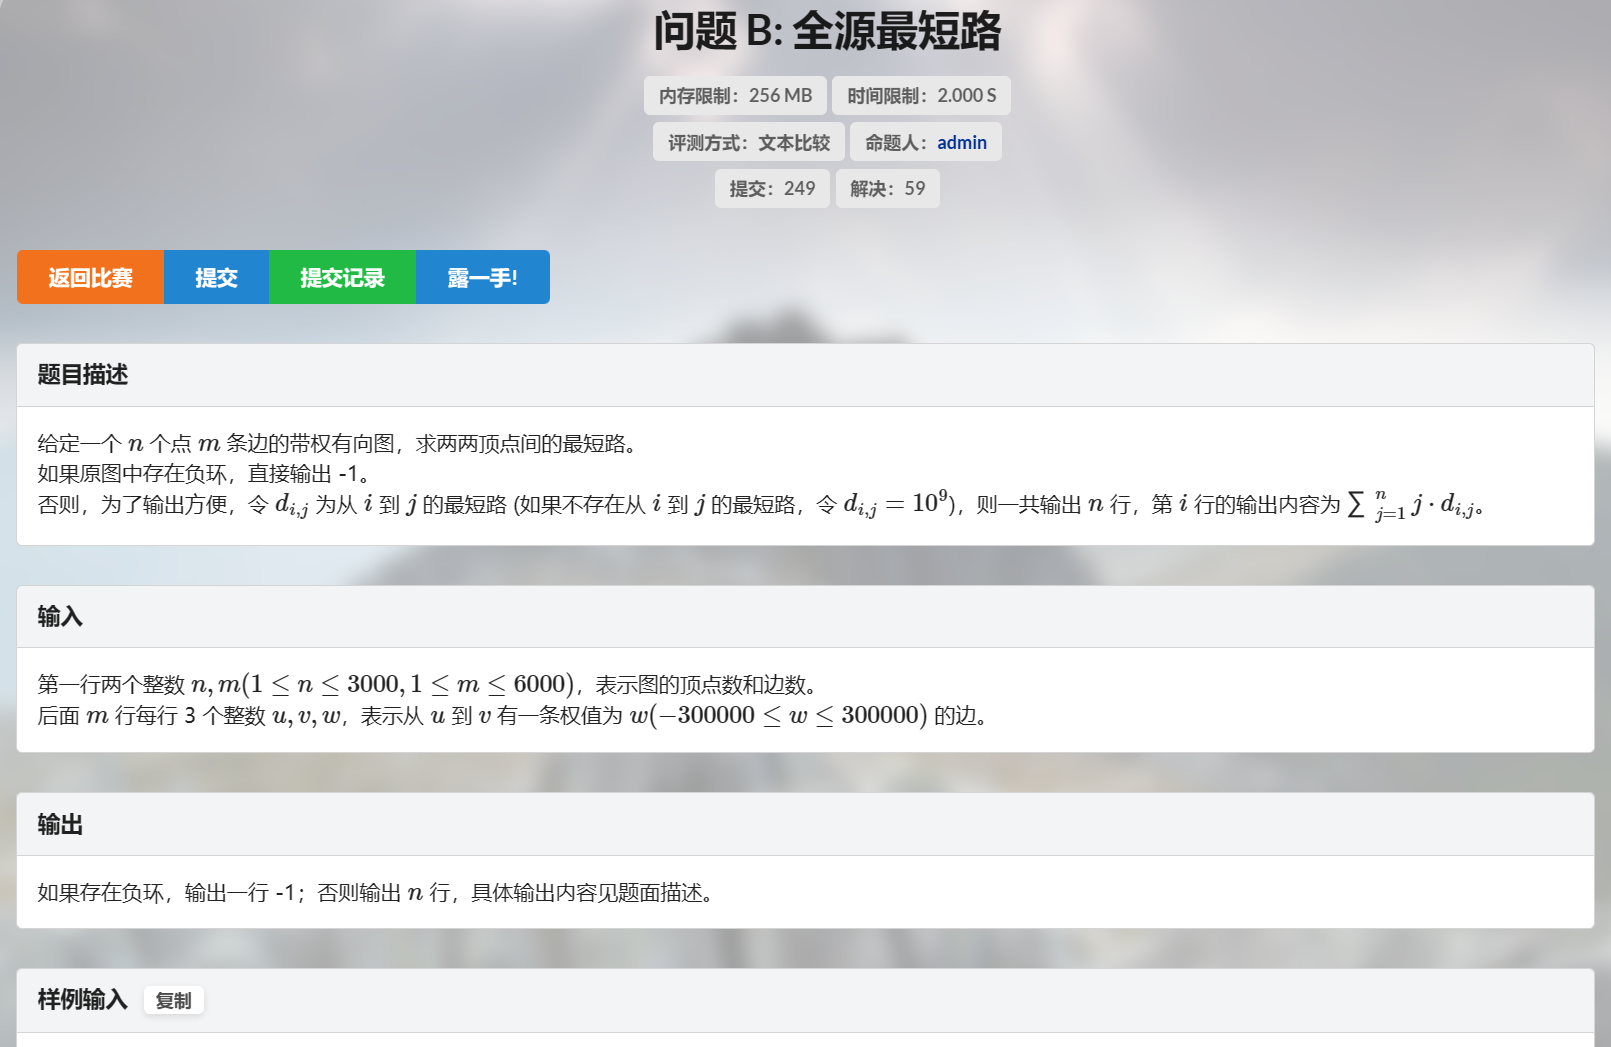 问题 B: 全源最短路
内存限制：256 MB 时间限制：2.000 S
评测方式：文本比较 命题人：admin
提交：249 解决：59
返回比赛 提交 提交记录 露一手!
题目描述
给定一个 n 个点 m 条边的带权有向图，求两两顶点间的最短路。
如果原图中存在负环，直接输出 -1。
否则，为了输出方便，令 d_{i,j} 为从 i 到 j 的最短路 (如果不存在从 i 到 j 的最短路，令 d_{i,j} = 10^9)，则一共输出 n 行，第 i 行的输出内容为 ∑_{j=1}^{n} j · d_{i,j}。
输入
第一行两个整数 n, m(1 ≤ n ≤ 3000, 1 ≤ m ≤ 6000)，表示图的顶点数和边数。
后面 m 行每行 3 个整数 u, v, w，表示从 u 到 v 有一条权值为 w(−300000 ≤ w ≤ 300000) 的边。
输出
如果存在负环，输出一行 -1；否则输出 n 行，具体输出内容见题面描述。
样例输入 复制